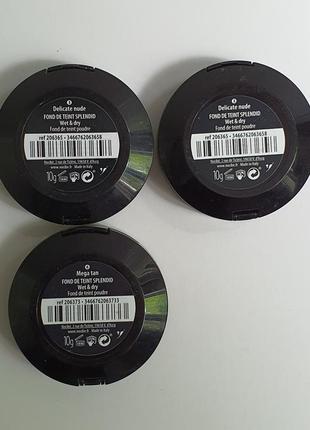 3
Delicate nude
FOND DE TEINT SPLENDID
Wet & dry
Fond de teint poudre
ref 206365 - 3466762063658
Made in Italy
10g
3
Delicate nude
FOND DE TEINT SPLENDID
Wet & dry
Fond de teint poudre
ref 206365 - 3466762063658
Made in Italy
10g
4
Mega tan
FOND DE TEINT SPLENDID
Wet & dry
Fond de teint poudre
ref 206373 - 3466762063733
Made in Italy
10g